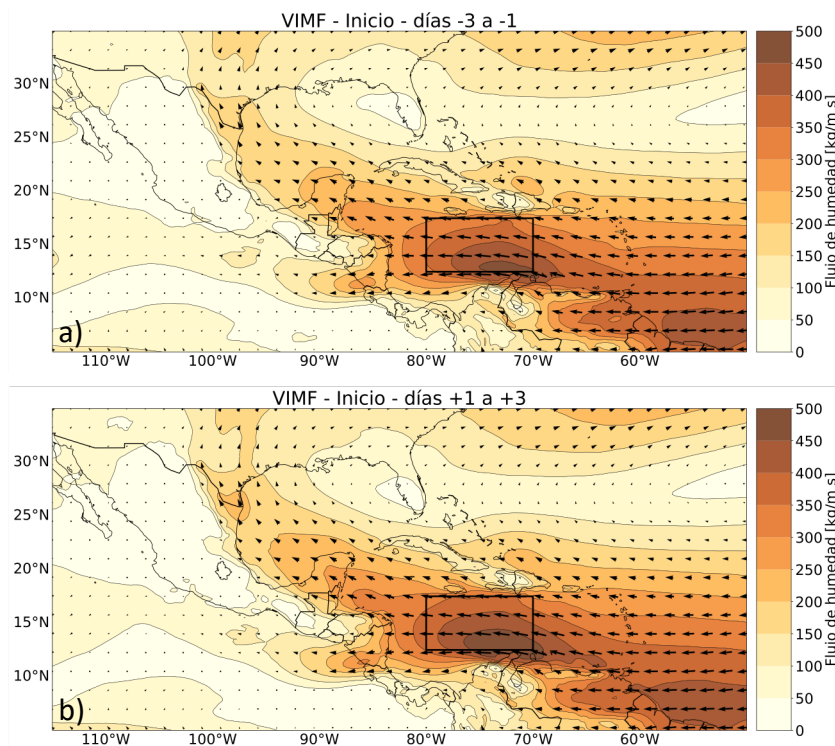 VIMF - Inicio - días -3 a -1
30°N
25°N
20°N
15°N
10°N
a)
110°W 100°W 90°W 80°W 70°W 60°W
500
450
400
350
300
250
200
150
100
50
0
Flujo de humedad [kg/m s]
VIMF - Inicio - días +1 a +3
30°N
25°N
20°N
15°N
10°N
b)
110°W 100°W 90°W 80°W 70°W 60°W
500
450
400
350
300
250
200
150
100
50
0
Flujo de humedad [kg/m s]